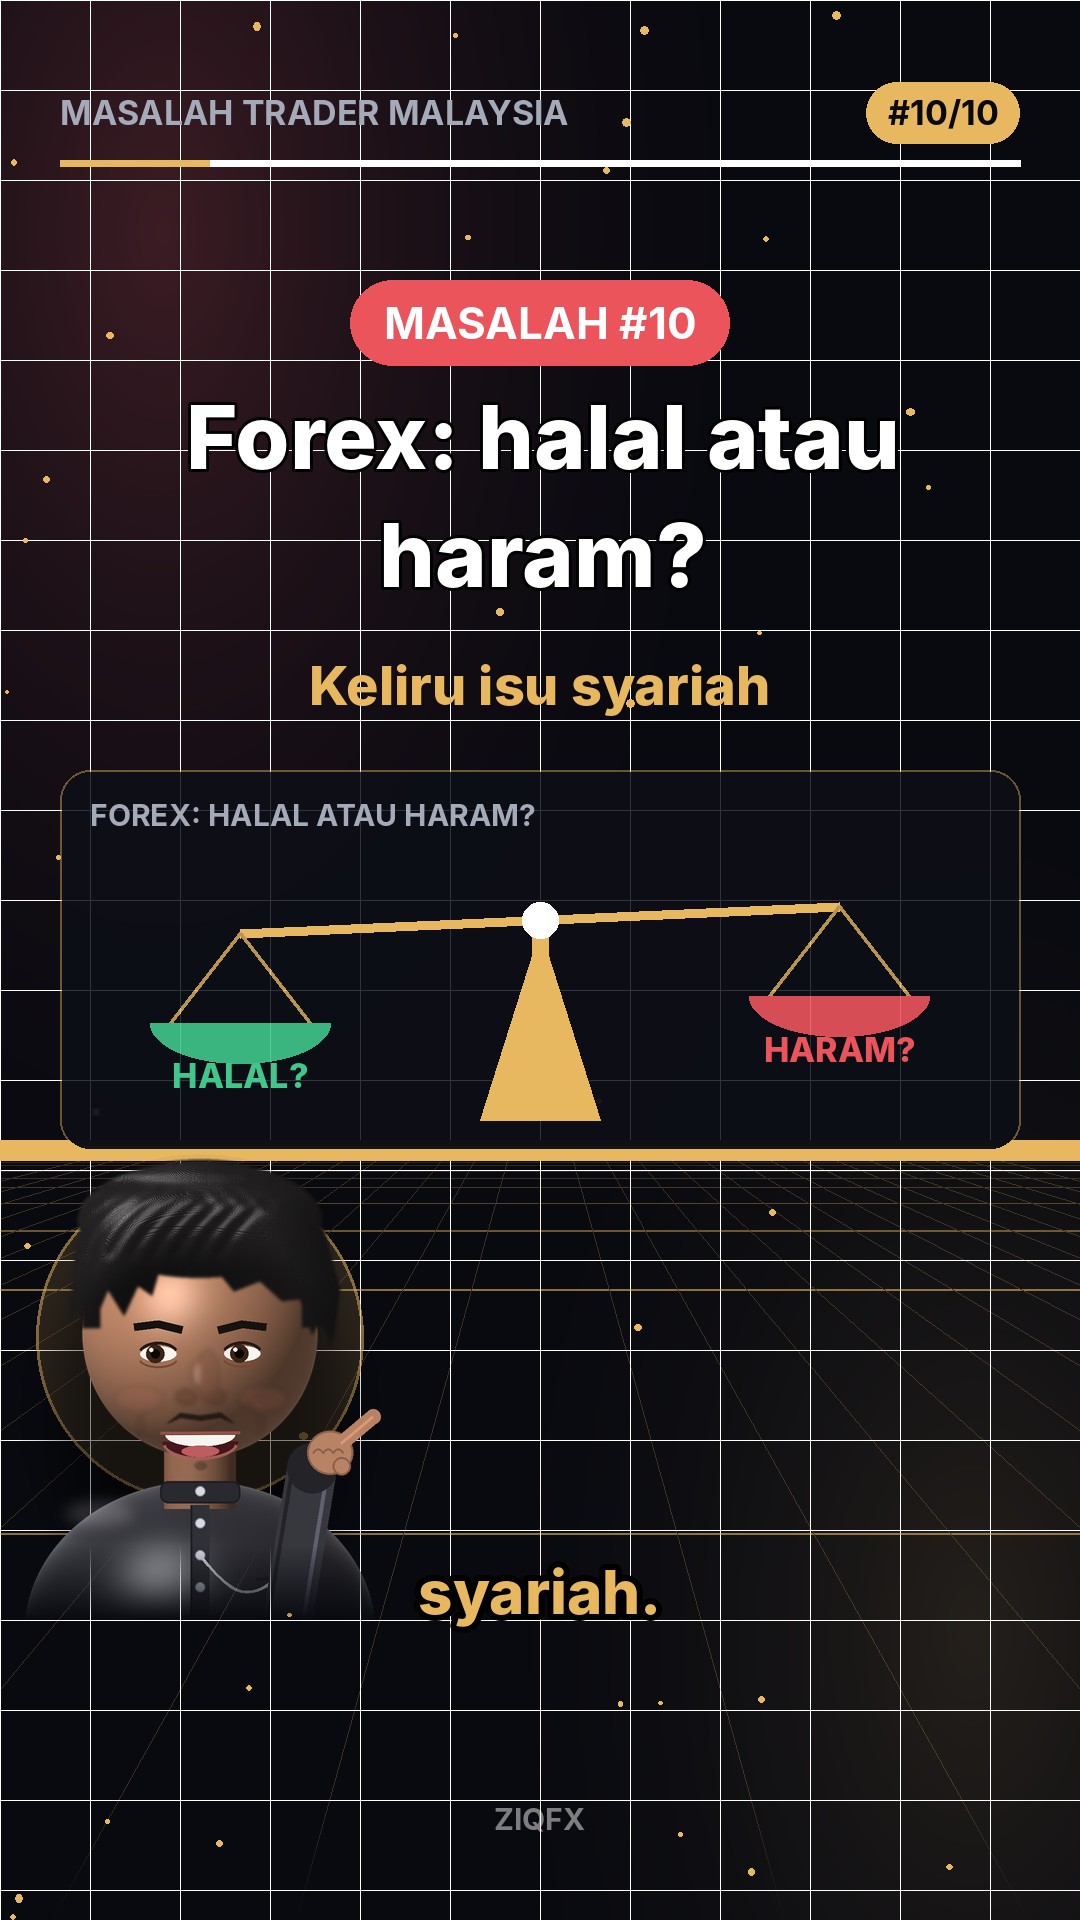 MASALAH TRADER MALAYSIA
#10/10
MASALAH #10
Forex: halal atau
haram?
Keliru isu syariah
FOREX: HALAL ATAU HARAM?
HALAL?
HARAM?
syariah.
ZIQFX